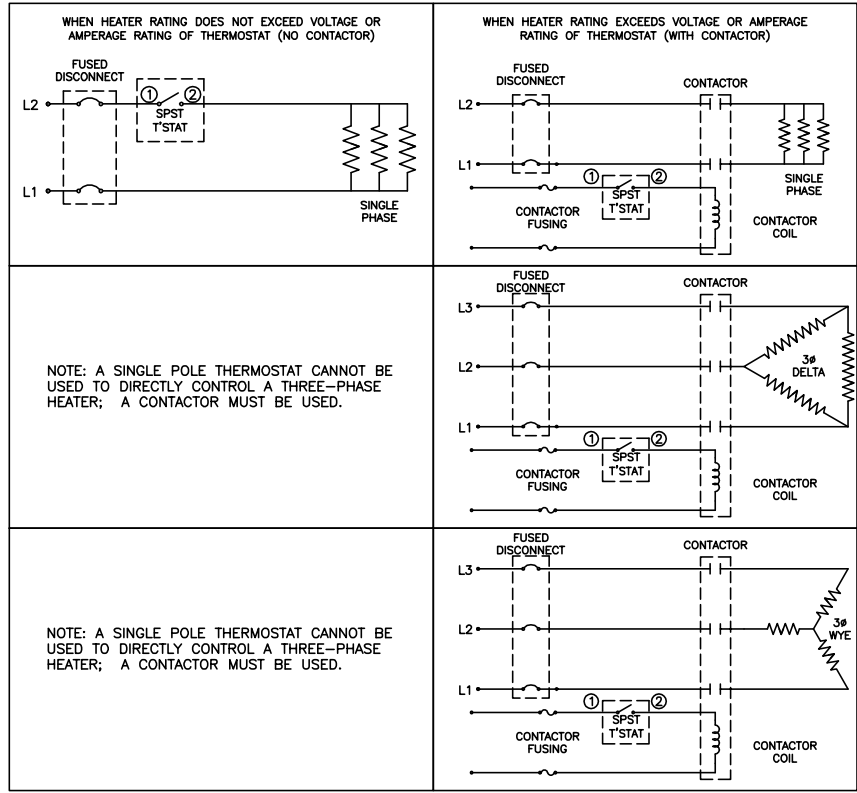 WHEN HEATER RATING DOES NOT EXCEED VOLTAGE OR
AMPERAGE RATING OF THERMOSTAT (NO CONTACTOR)
FUSED
DISCONNECT
L2
1 2
SPST
T'STAT
L1
SINGLE
PHASE
WHEN HEATER RATING EXCEEDS VOLTAGE OR AMPERAGE
RATING OF THERMOSTAT (WITH CONTACTOR)
FUSED
DISCONNECT
CONTACTOR
L2
L1
1 2
SPST
T'STAT
SINGLE
PHASE
CONTACTOR
FUSING
CONTACTOR
COIL
NOTE: A SINGLE POLE THERMOSTAT CANNOT BE
USED TO DIRECTLY CONTROL A THREE-PHASE
HEATER; A CONTACTOR MUST BE USED.
FUSED
DISCONNECT
CONTACTOR
L3
L2
3ø
DELTA
L1
1 2
SPST
T'STAT
CONTACTOR
FUSING
CONTACTOR
COIL
NOTE: A SINGLE POLE THERMOSTAT CANNOT BE
USED TO DIRECTLY CONTROL A THREE-PHASE
HEATER; A CONTACTOR MUST BE USED.
FUSED
DISCONNECT
CONTACTOR
L3
L2
3ø
WYE
L1
1 2
SPST
T'STAT
CONTACTOR
FUSING
CONTACTOR
COIL